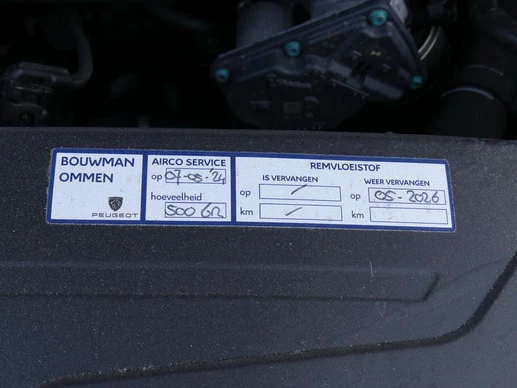 BOUWMAN
OMMEN
PEUGEOT
AIRCO SERVICE
op 07-05-'24
hoeveelheid
500 GR
REMVLOEISTOF
IS VERVANGEN
op /
km /
WEER VERVANGEN
op 05-2026
km